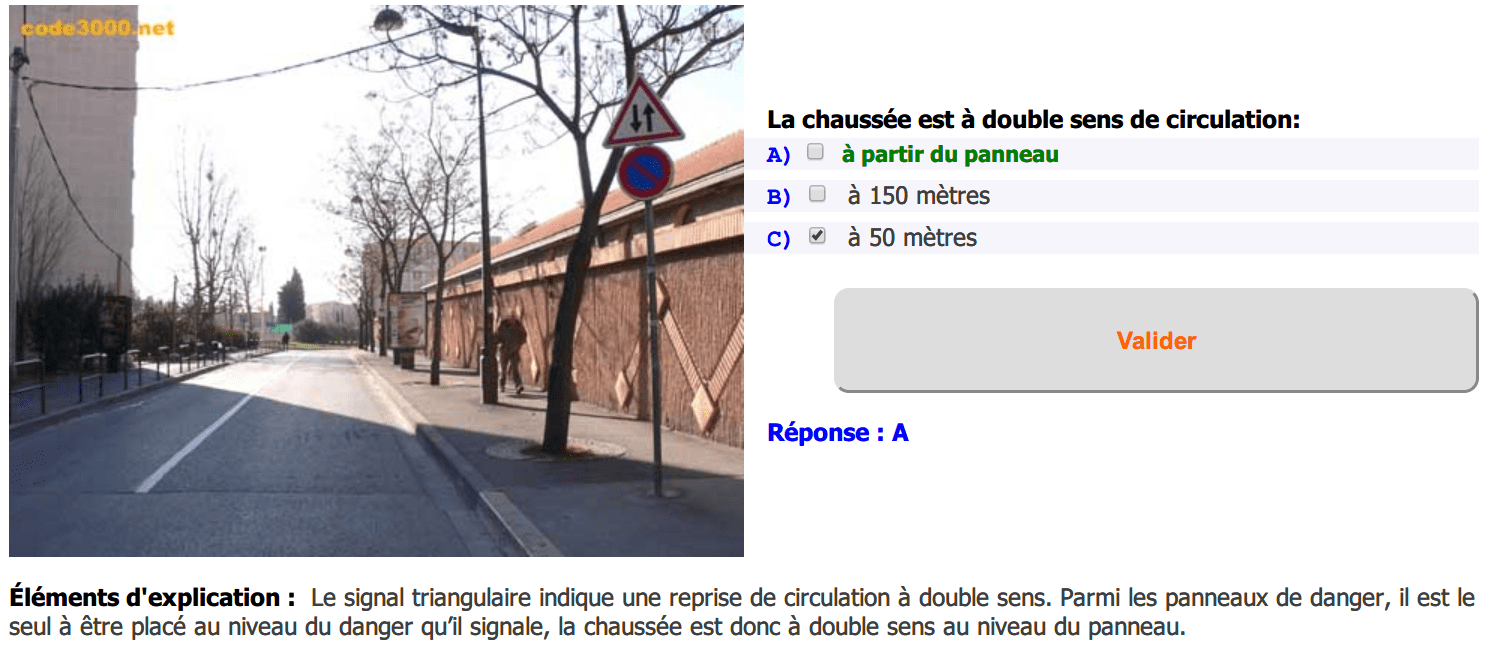 code3000.net
La chaussée est à double sens de circulation:
A) à partir du panneau
B) à 150 mètres
C) à 50 mètres
Valider
Réponse : A
Éléments d'explication : Le signal triangulaire indique une reprise de circulation à double sens. Parmi les panneaux de danger, il est le
seul à être placé au niveau du danger qu’il signale, la chaussée est donc à double sens au niveau du panneau.